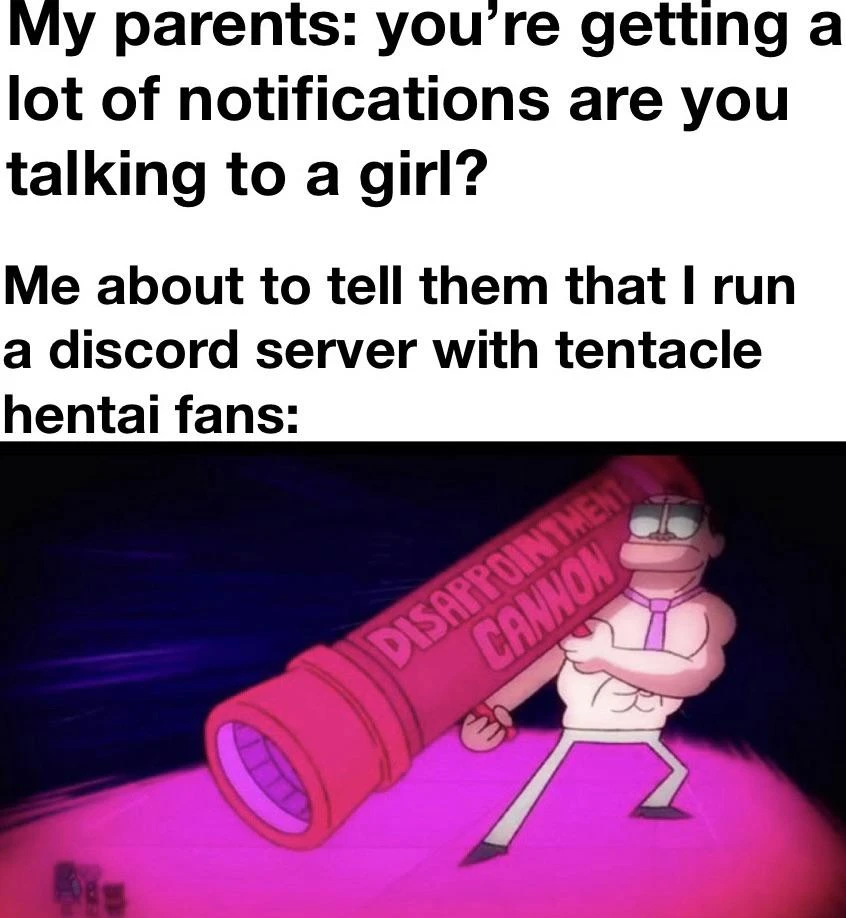 My parents: you’re getting a
lot of notifications are you
talking to a girl?
Me about to tell them that I run
a discord server with tentacle
hentai fans:
DISAPPOINTMENT
CANNON